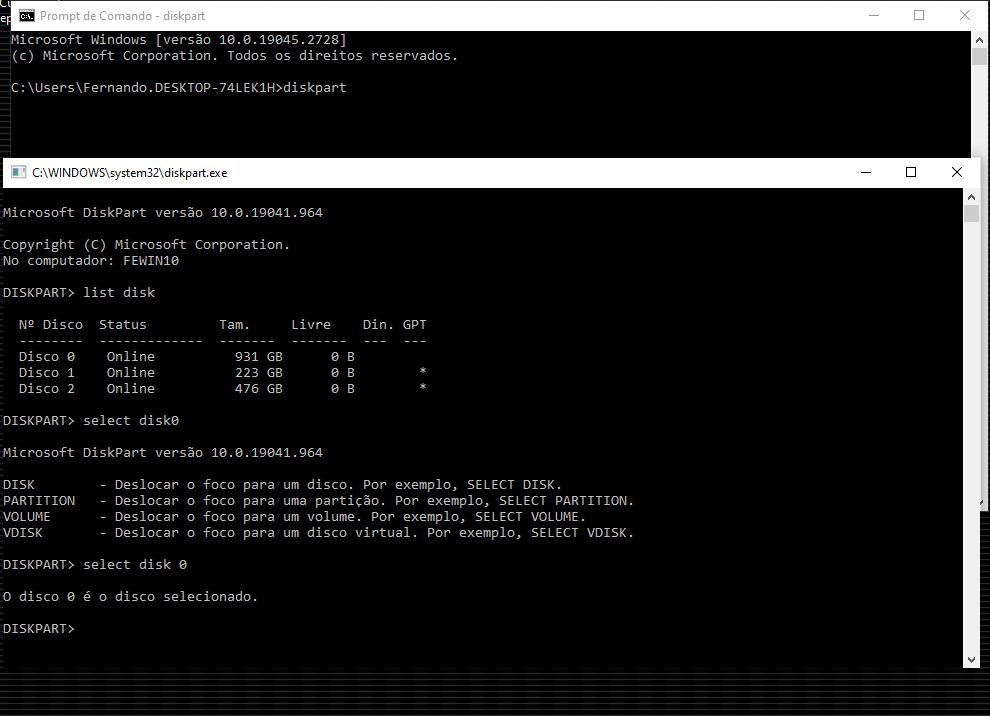 Prompt de Comando - diskpart
Microsoft Windows [versão 10.0.19045.2728]
(c) Microsoft Corporation. Todos os direitos reservados.
C:\Users\Fernando.DESKTOP-74LEK1H>diskpart
C:\WINDOWS\system32\diskpart.exe
Microsoft DiskPart versão 10.0.19041.964
Copyright (C) Microsoft Corporation.
No computador: FEWIN10
DISKPART> list disk
Nº Disco  Status         Tam.     Livre    Din.  GPT
--------  -------------  -------  -------  ---  ---
Disco 0    Online          931 GB      0 B
Disco 1    Online          223 GB      0 B        *
Disco 2    Online          476 GB      0 B        *
DISKPART> select disk0
Microsoft DiskPart versão 10.0.19041.964
DISK        - Deslocar o foco para um disco. Por exemplo, SELECT DISK.
PARTITION   - Deslocar o foco para uma partição. Por exemplo, SELECT PARTITION.
VOLUME      - Deslocar o foco para um volume. Por exemplo, SELECT VOLUME.
VDISK       - Deslocar o foco para um disco virtual. Por exemplo, SELECT VDISK.
DISKPART> select disk 0
O disco 0 é o disco selecionado.
DISKPART>